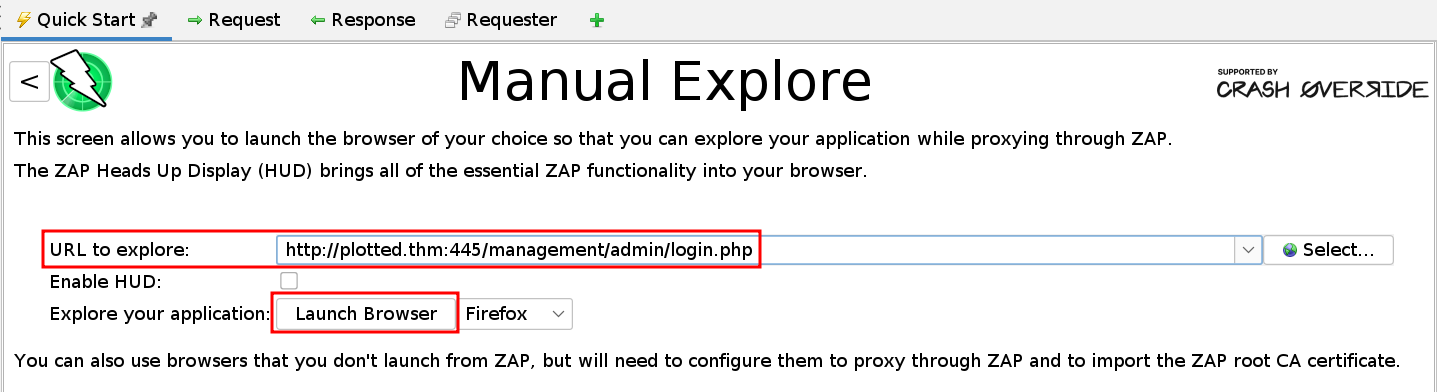 Quick Start Request Response Requester
< Manual Explore
SUPPORTED BY
CRASH ØVERRIDE
This screen allows you to launch the browser of your choice so that you can explore your application while proxying through ZAP.
The ZAP Heads Up Display (HUD) brings all of the essential ZAP functionality into your browser.
URL to explore: http://plotted.thm:445/management/admin/login.php Select...
Enable HUD:
Explore your application: Launch Browser Firefox
You can also use browsers that you don't launch from ZAP, but will need to configure them to proxy through ZAP and to import the ZAP root CA certificate.